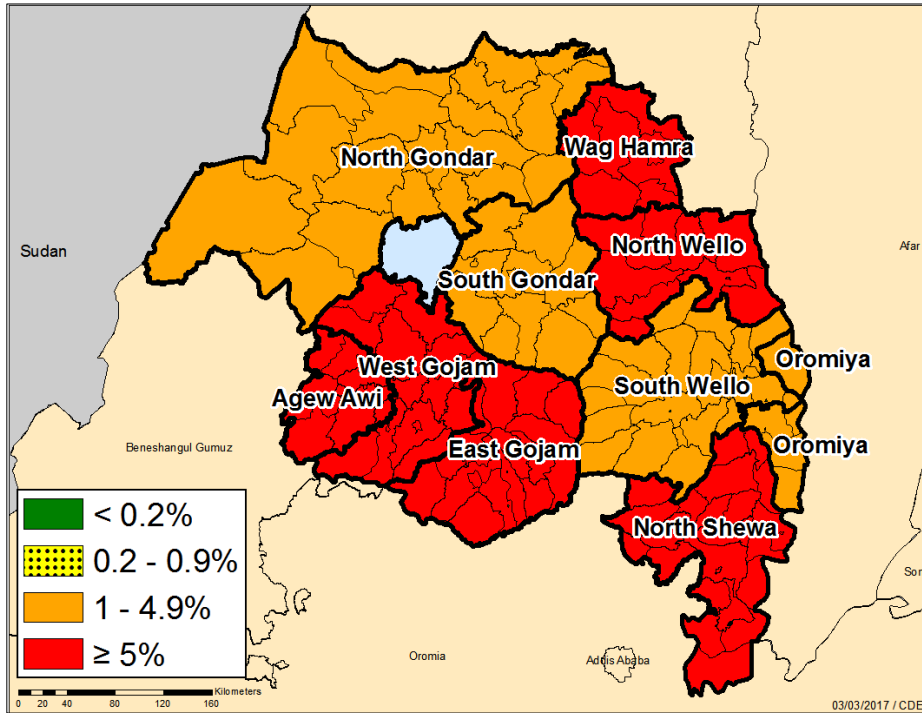 North Gondar
Wag Hamra
North Wello
Afar
Sudan
South Gondar
Oromiya
West Gojam
South Wello
Agew Awi
Oromiya
East Gojam
Beneshangul Gumuz
North Shewa
< 0.2%
0.2 - 0.9%
1 - 4.9%
≥ 5%
Som
Oromia
Addis Ababa
Kilometers
0 10 20 40 80 120 160
03/03/2017 / CDE